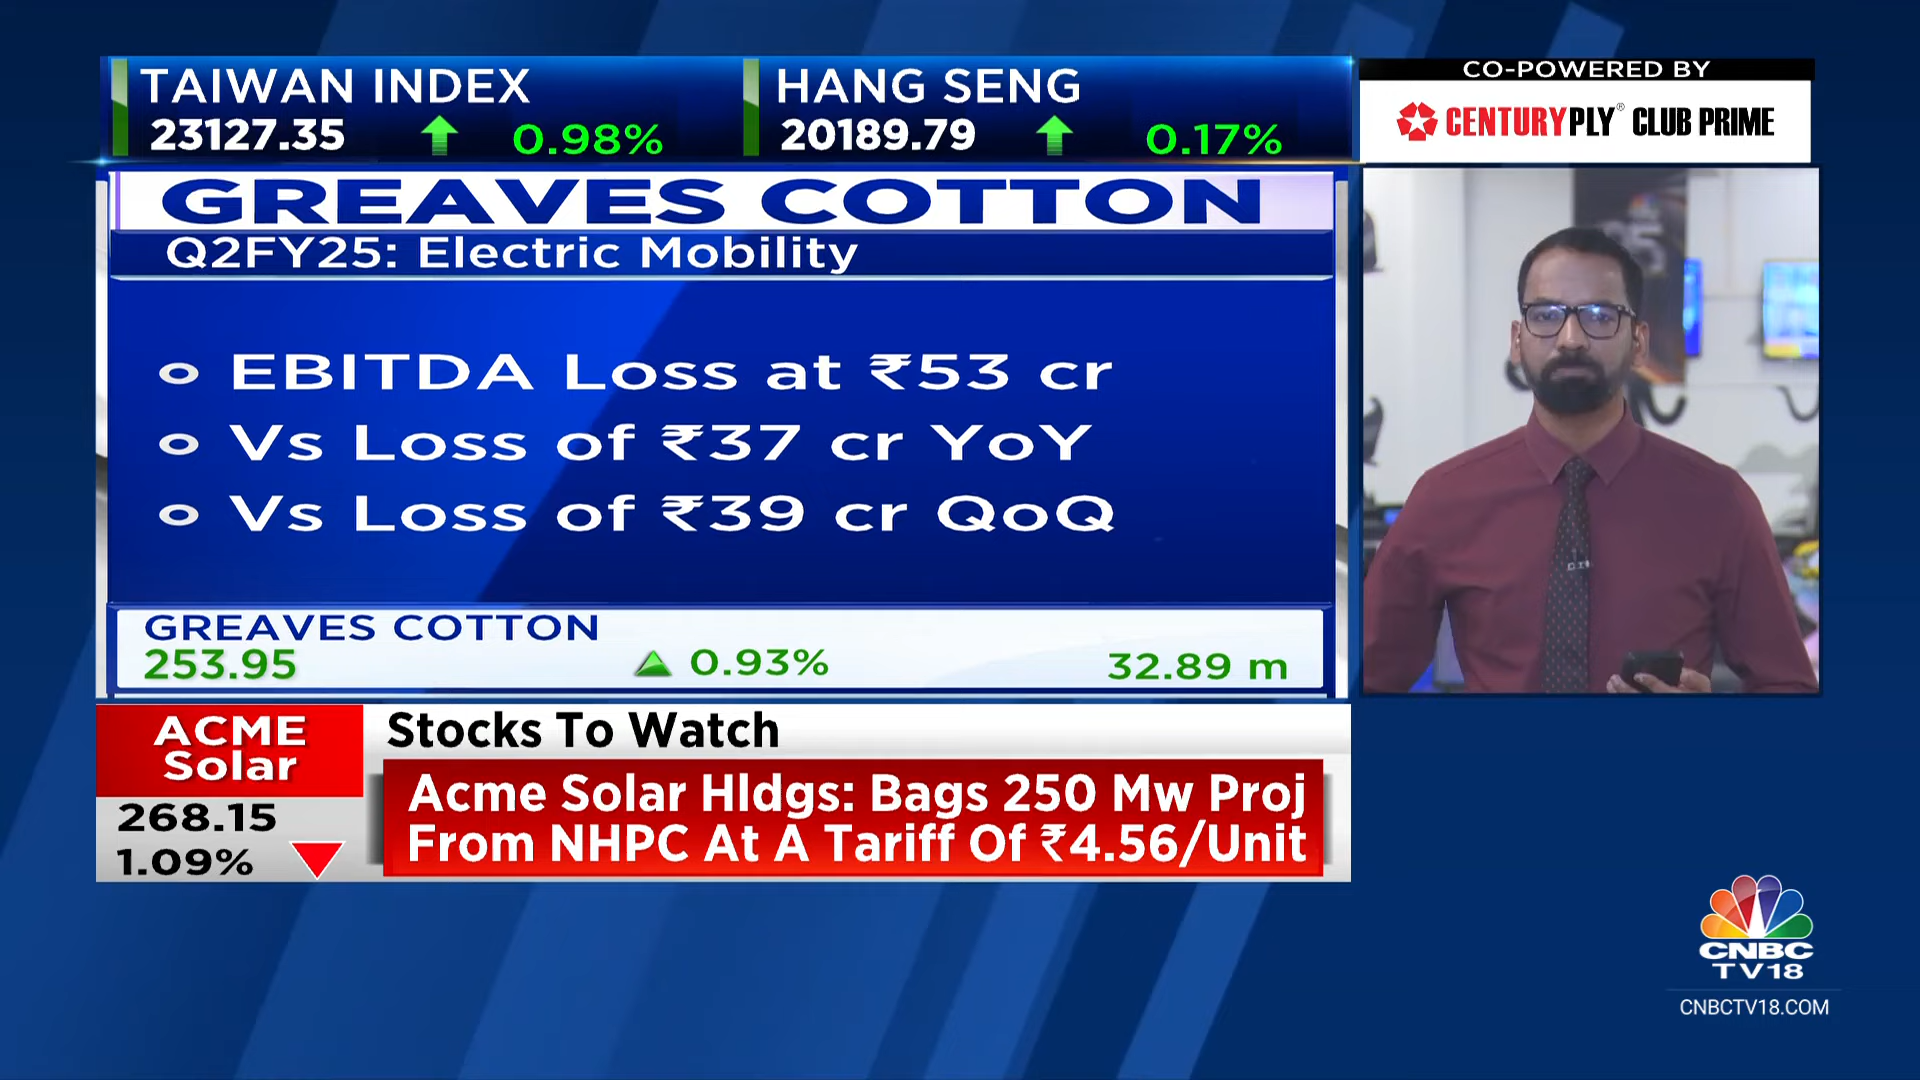 TAIWAN INDEX
23127.35 0.98%
HANG SENG
20189.79 0.17%
CO-POWERED BY
CENTURYPLY® CLUB PRIME
GREAVES COTTON
Q2FY25: Electric Mobility
EBITDA Loss at ₹53 cr
Vs Loss of ₹37 cr YoY
Vs Loss of ₹39 cr QoQ
GREAVES COTTON
253.95 0.93% 32.89 m
ACME
Solar
268.15
1.09%
Stocks To Watch
Acme Solar Hldgs: Bags 250 Mw Proj
From NHPC At A Tariff Of ₹4.56/Unit
CNBC
TV18
CNBCTV18.COM